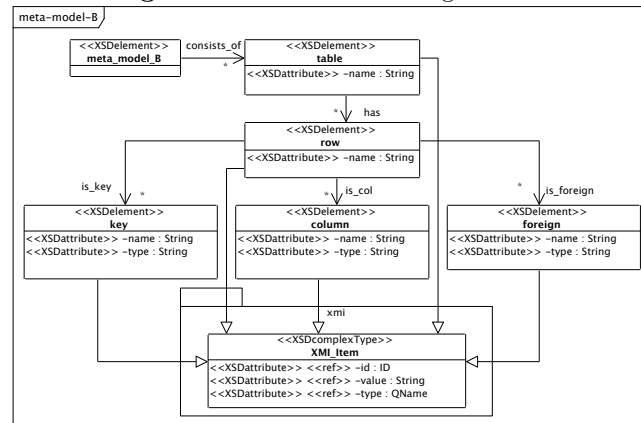 meta-model-B
<<XSDelement>>
meta_model_B
consists_of
*
<<XSDelement>>
table
<<XSDattribute>> -name : String
*
has
<<XSDelement>>
row
<<XSDattribute>> -name : String
is_key
*
*
is_col
*
is_foreign
<<XSDelement>>
key
<<XSDattribute>> -name : String
<<XSDattribute>> -type : String
<<XSDelement>>
column
<<XSDattribute>> -name : String
<<XSDattribute>> -type : String
<<XSDelement>>
foreign
<<XSDattribute>> -name : String
<<XSDattribute>> -type : String
xmi
<<XSDcomplexType>>
XMI_Item
<<XSDattribute>> <<ref>> -id : ID
<<XSDattribute>> <<ref>> -value : String
<<XSDattribute>> <<ref>> -type : QName